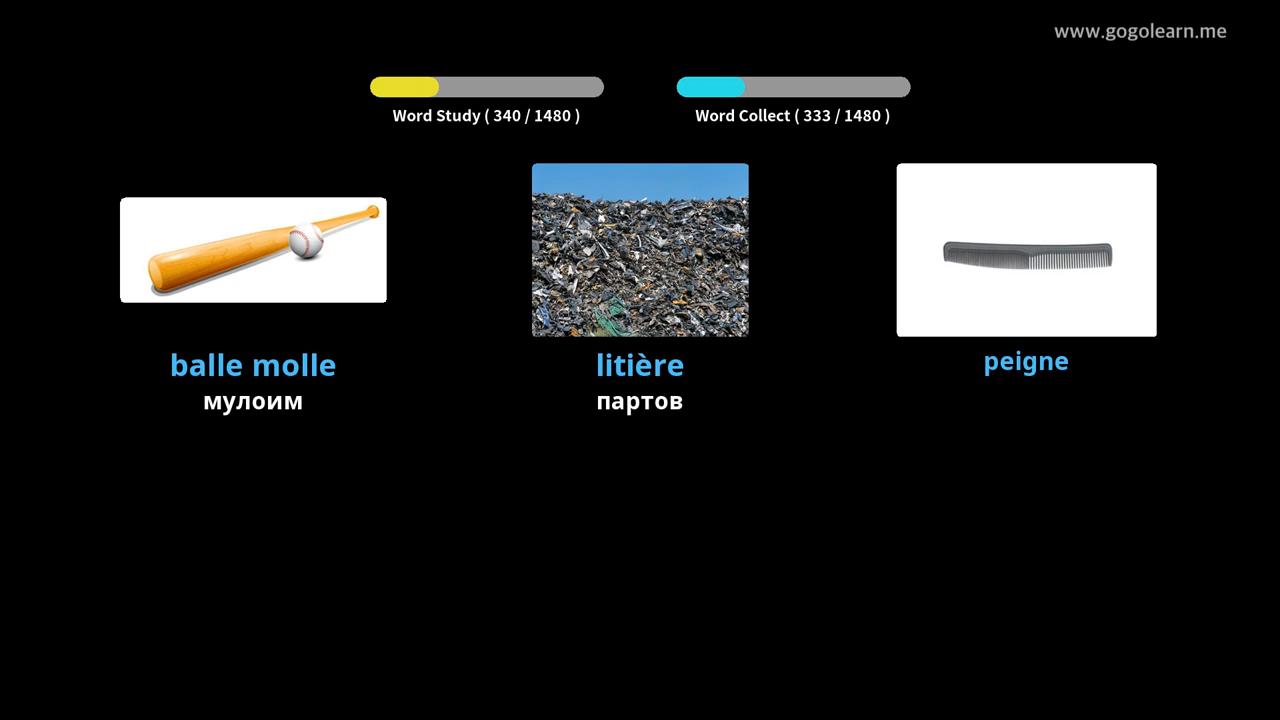 www.gogolearn.me
Word Study ( 340 / 1480 )
Word Collect ( 333 / 1480 )
balle molle
мулоим
litière
партов
peigne